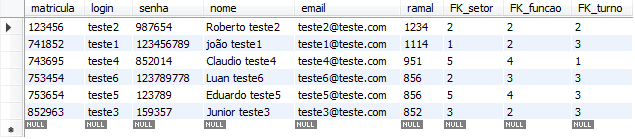 matricula login senha nome email ramal FK_setor FK_funcao FK_turno
123456 teste2 987654 Roberto teste2 teste2@teste.com 1234 2 2 2
741852 teste1 123456789 joão teste1 teste1@teste.com 1114 1 2 3
743695 teste4 852014 Claudio teste4 teste4@teste.com 951 5 4 1
753454 teste6 123789778 Luan teste6 teste6@teste.com 856 2 3 3
753654 teste5 123789 Eduardo teste5 teste5@teste.com 856 5 4 3
852963 teste3 159357 Junior teste3 teste3@teste.com 852 3 2 3
NULL NULL NULL NULL NULL NULL NULL NULL NULL